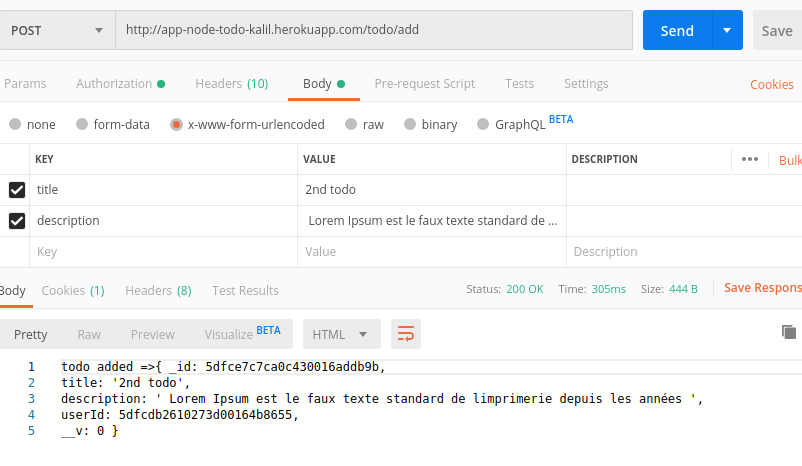 POST http://app-node-todo-kalil.herokuapp.com/todo/add Send Save
Params Authorization Headers (10) Body Pre-request Script Tests Settings Cookies
none form-data x-www-form-urlencoded raw binary GraphQL BETA
KEY VALUE DESCRIPTION ••• Bulk
title 2nd todo
description Lorem Ipsum est le faux texte standard de ...
Key Value Description
Body Cookies (1) Headers (8) Test Results Status: 200 OK Time: 305ms Size: 444 B Save Respons
Pretty Raw Preview Visualize BETA HTML
1 todo added =>{ _id: 5dfce7c7ca0c430016addb9b,
2 title: '2nd todo',
3 description: ' Lorem Ipsum est le faux texte standard de limprimerie depuis les années ',
4 userId: 5dfcdb2610273d00164b8655,
5 __v: 0 }